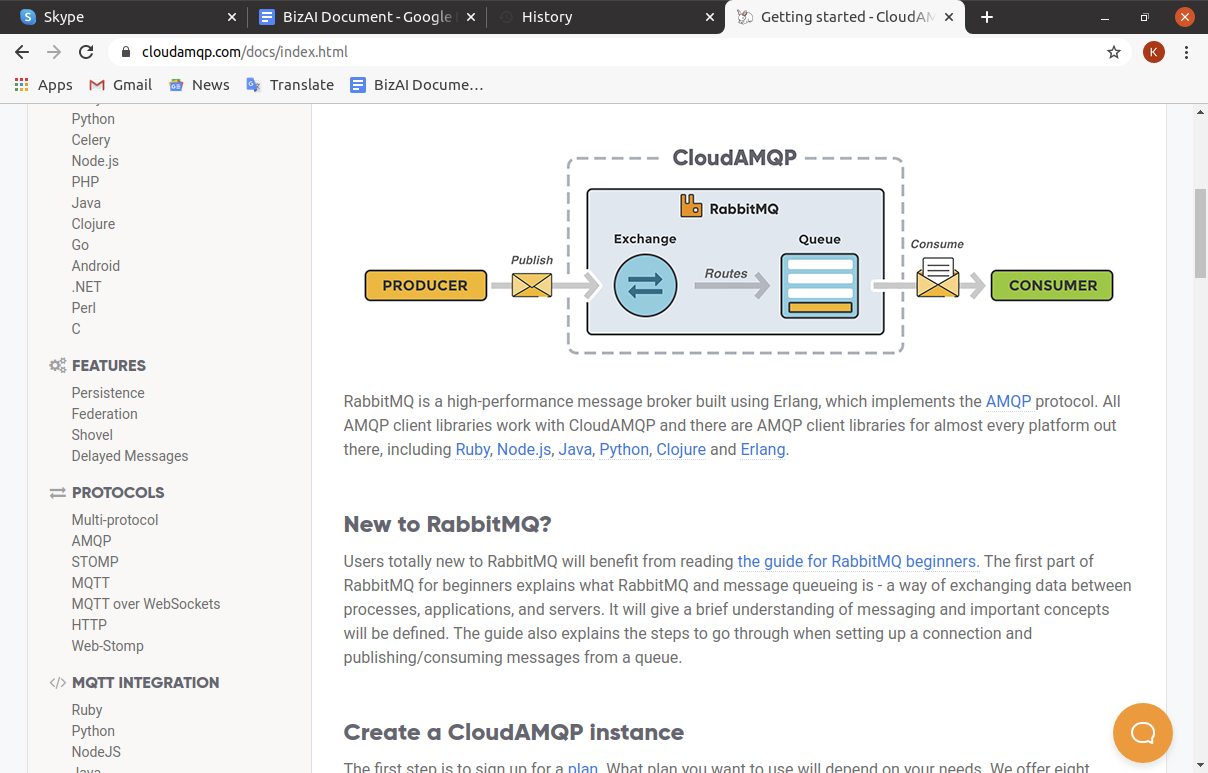 Skype
BizAI Document - Google
History
Getting started - CloudAM
cloudamqp.com/docs/index.html
K
Apps
Gmail
News
Translate
BizAI Docume…
Python
Celery
Node.js
PHP
Java
Clojure
Go
Android
.NET
Perl
C
FEATURES
Persistence
Federation
Shovel
Delayed Messages
PROTOCOLS
Multi-protocol
AMQP
STOMP
MQTT
MQTT over WebSockets
HTTP
Web-Stomp
MQTT INTEGRATION
Ruby
Python
NodeJS
Java
CloudAMQP
RabbitMQ
Exchange
Queue
Publish
Routes
Consume
PRODUCER
CONSUMER
RabbitMQ is a high-performance message broker built using Erlang, which implements the AMQP protocol. All
AMQP client libraries work with CloudAMQP and there are AMQP client libraries for almost every platform out
there, including Ruby, Node.js, Java, Python, Clojure and Erlang.
New to RabbitMQ?
Users totally new to RabbitMQ will benefit from reading the guide for RabbitMQ beginners. The first part of
RabbitMQ for beginners explains what RabbitMQ and message queueing is - a way of exchanging data between
processes, applications, and servers. It will give a brief understanding of messaging and important concepts
will be defined. The guide also explains the steps to go through when setting up a connection and
publishing/consuming messages from a queue.
Create a CloudAMQP instance
The first step is to sign up for a plan. What plan you want to use will depend on your needs. We offer eight